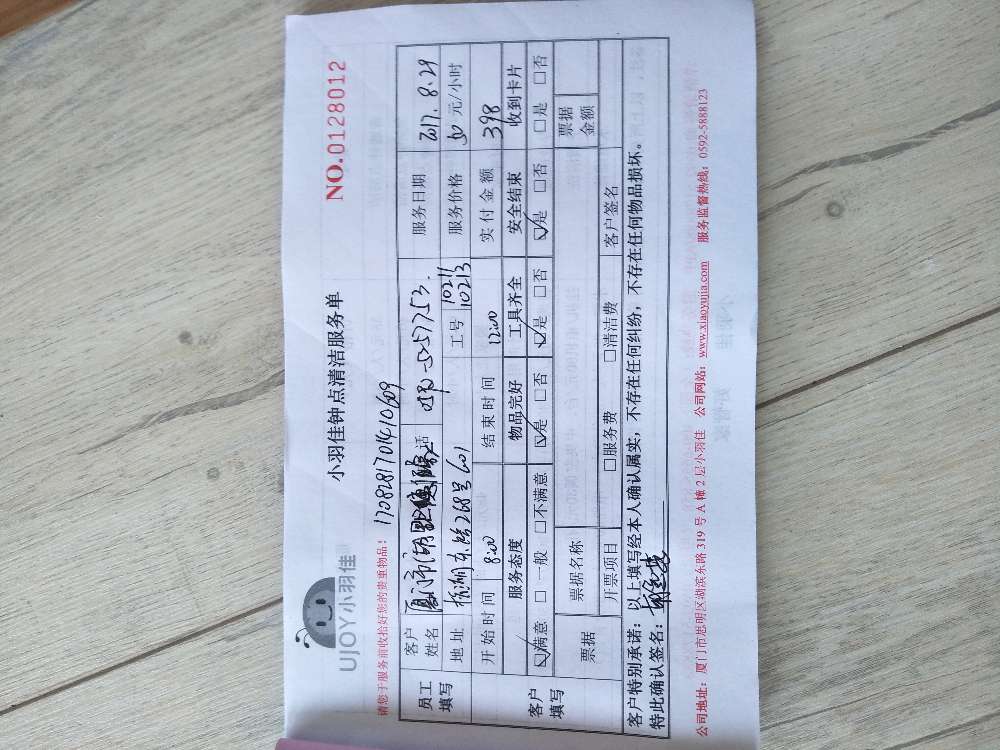 UJOY小羽佳
小羽佳钟点清洁服务单
NO.0128012
请您于服务前收拾好您的贵重物品!
1708281701410609
员工填写
客户姓名
厦门市
话
服务日期 2017.8.29
地址
湖东路268号601
工号 10211
10213
服务价格 50 元/小时
开始时间 8:00 结束时间 12:00 实付金额 398
客户填写
服务态度 物品完好 工具齐全 安全结束 收到卡片
☑满意 □一般 □不满意 ☑是 □否 ☑是 □否 ☑是 □否 □是 □否
票据 票据名称 票据金额
开票项目 □服务费 □清洁费 客户签名
客户特别承诺:以上填写经本人确认属实,不存在任何纠纷,不存在任何物品损坏。
特此确认签名:
公司地址:厦门市思明区湖滨东路 319 号 A 幢 2 层小羽佳 公司网站:www.xiaoyujia.com 服务监督热线:0592-5888123